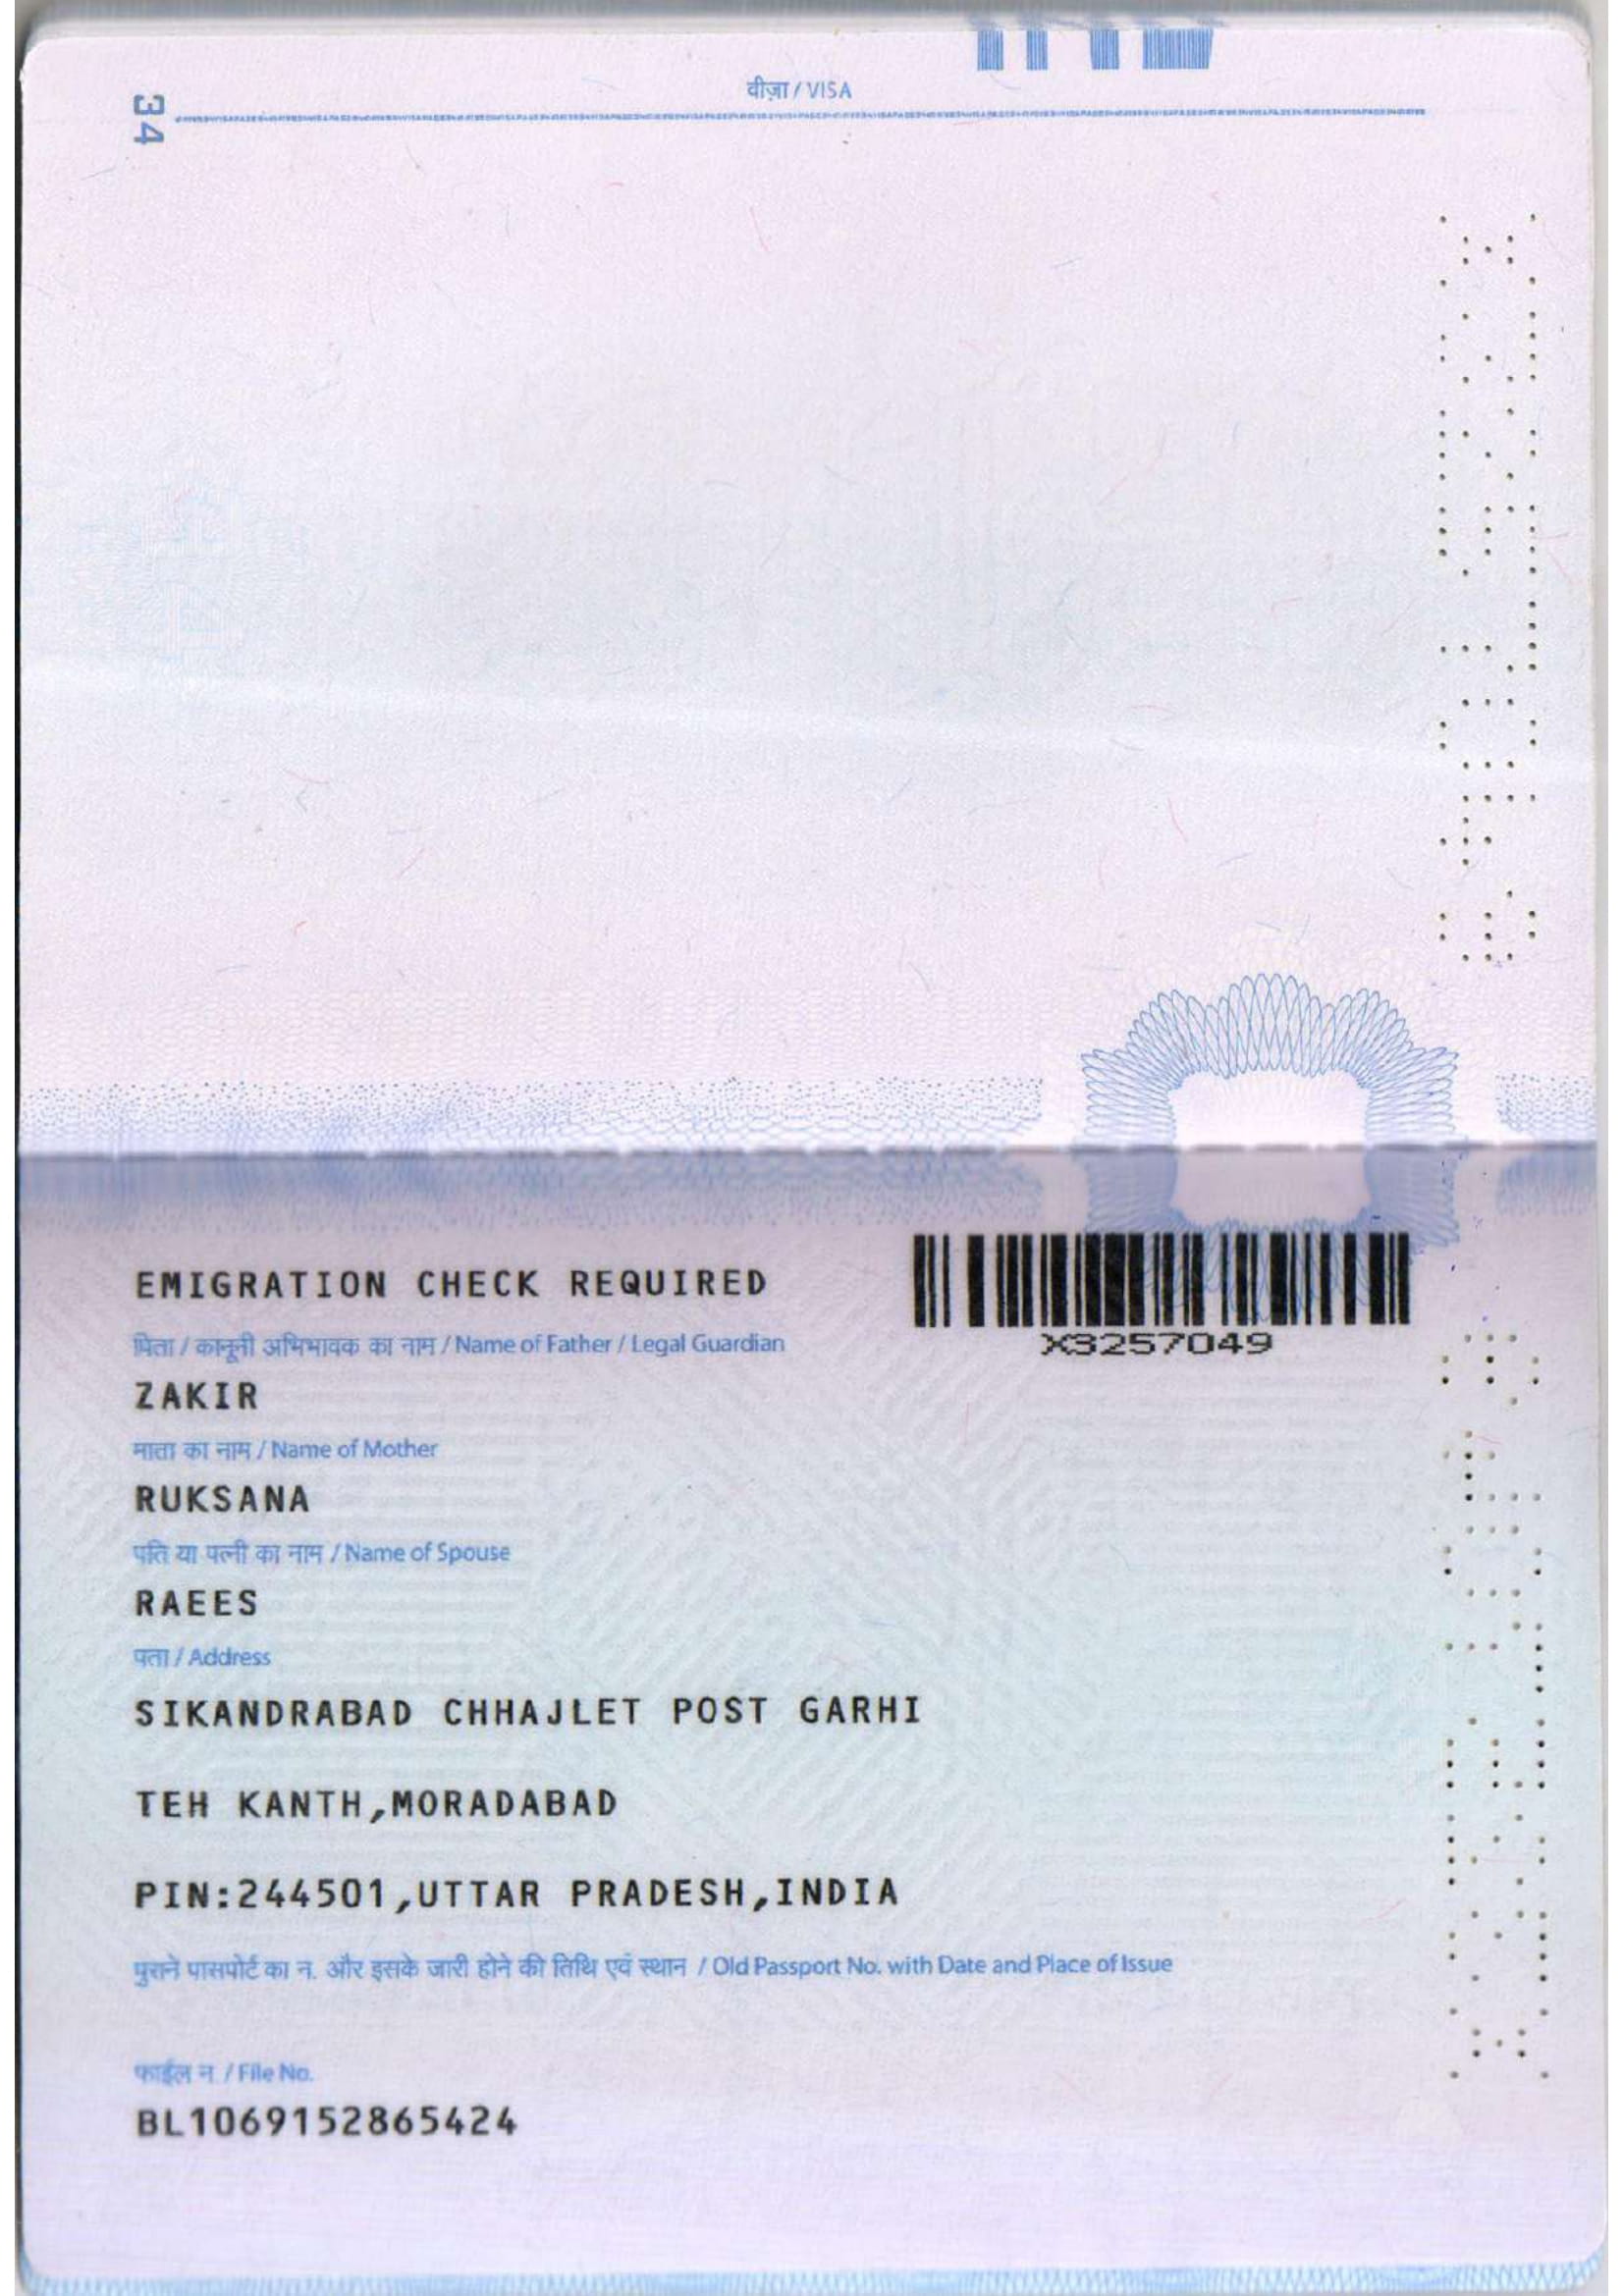 34
वीज़ा / VISA
EMIGRATION CHECK REQUIRED
पिता / कानूनी अभिभावक का नाम / Name of Father / Legal Guardian
X3257049
ZAKIR
माता का नाम / Name of Mother
RUKSANA
पति या पत्नी का नाम / Name of Spouse
RAEES
पता / Address
SIKANDRABAD CHHAJLET POST GARHI
TEH KANTH,MORADABAD
PIN:244501,UTTAR PRADESH,INDIA
पुराने पासपोर्ट का न. और इसके जारी होने की तिथि एवं स्थान / Old Passport No. with Date and Place of Issue
फाईल न / File No.
BL1069152865424
X3257049
X3257049